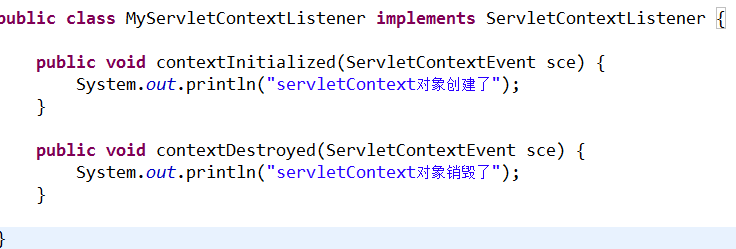 public class MyServletContextListener implements ServletContextListener {
public void contextInitialized(ServletContextEvent sce) {
System.out.println("servletContext对象创建了");
}
public void contextDestroyed(ServletContextEvent sce) {
System.out.println("servletContext对象销毁了");
}
}